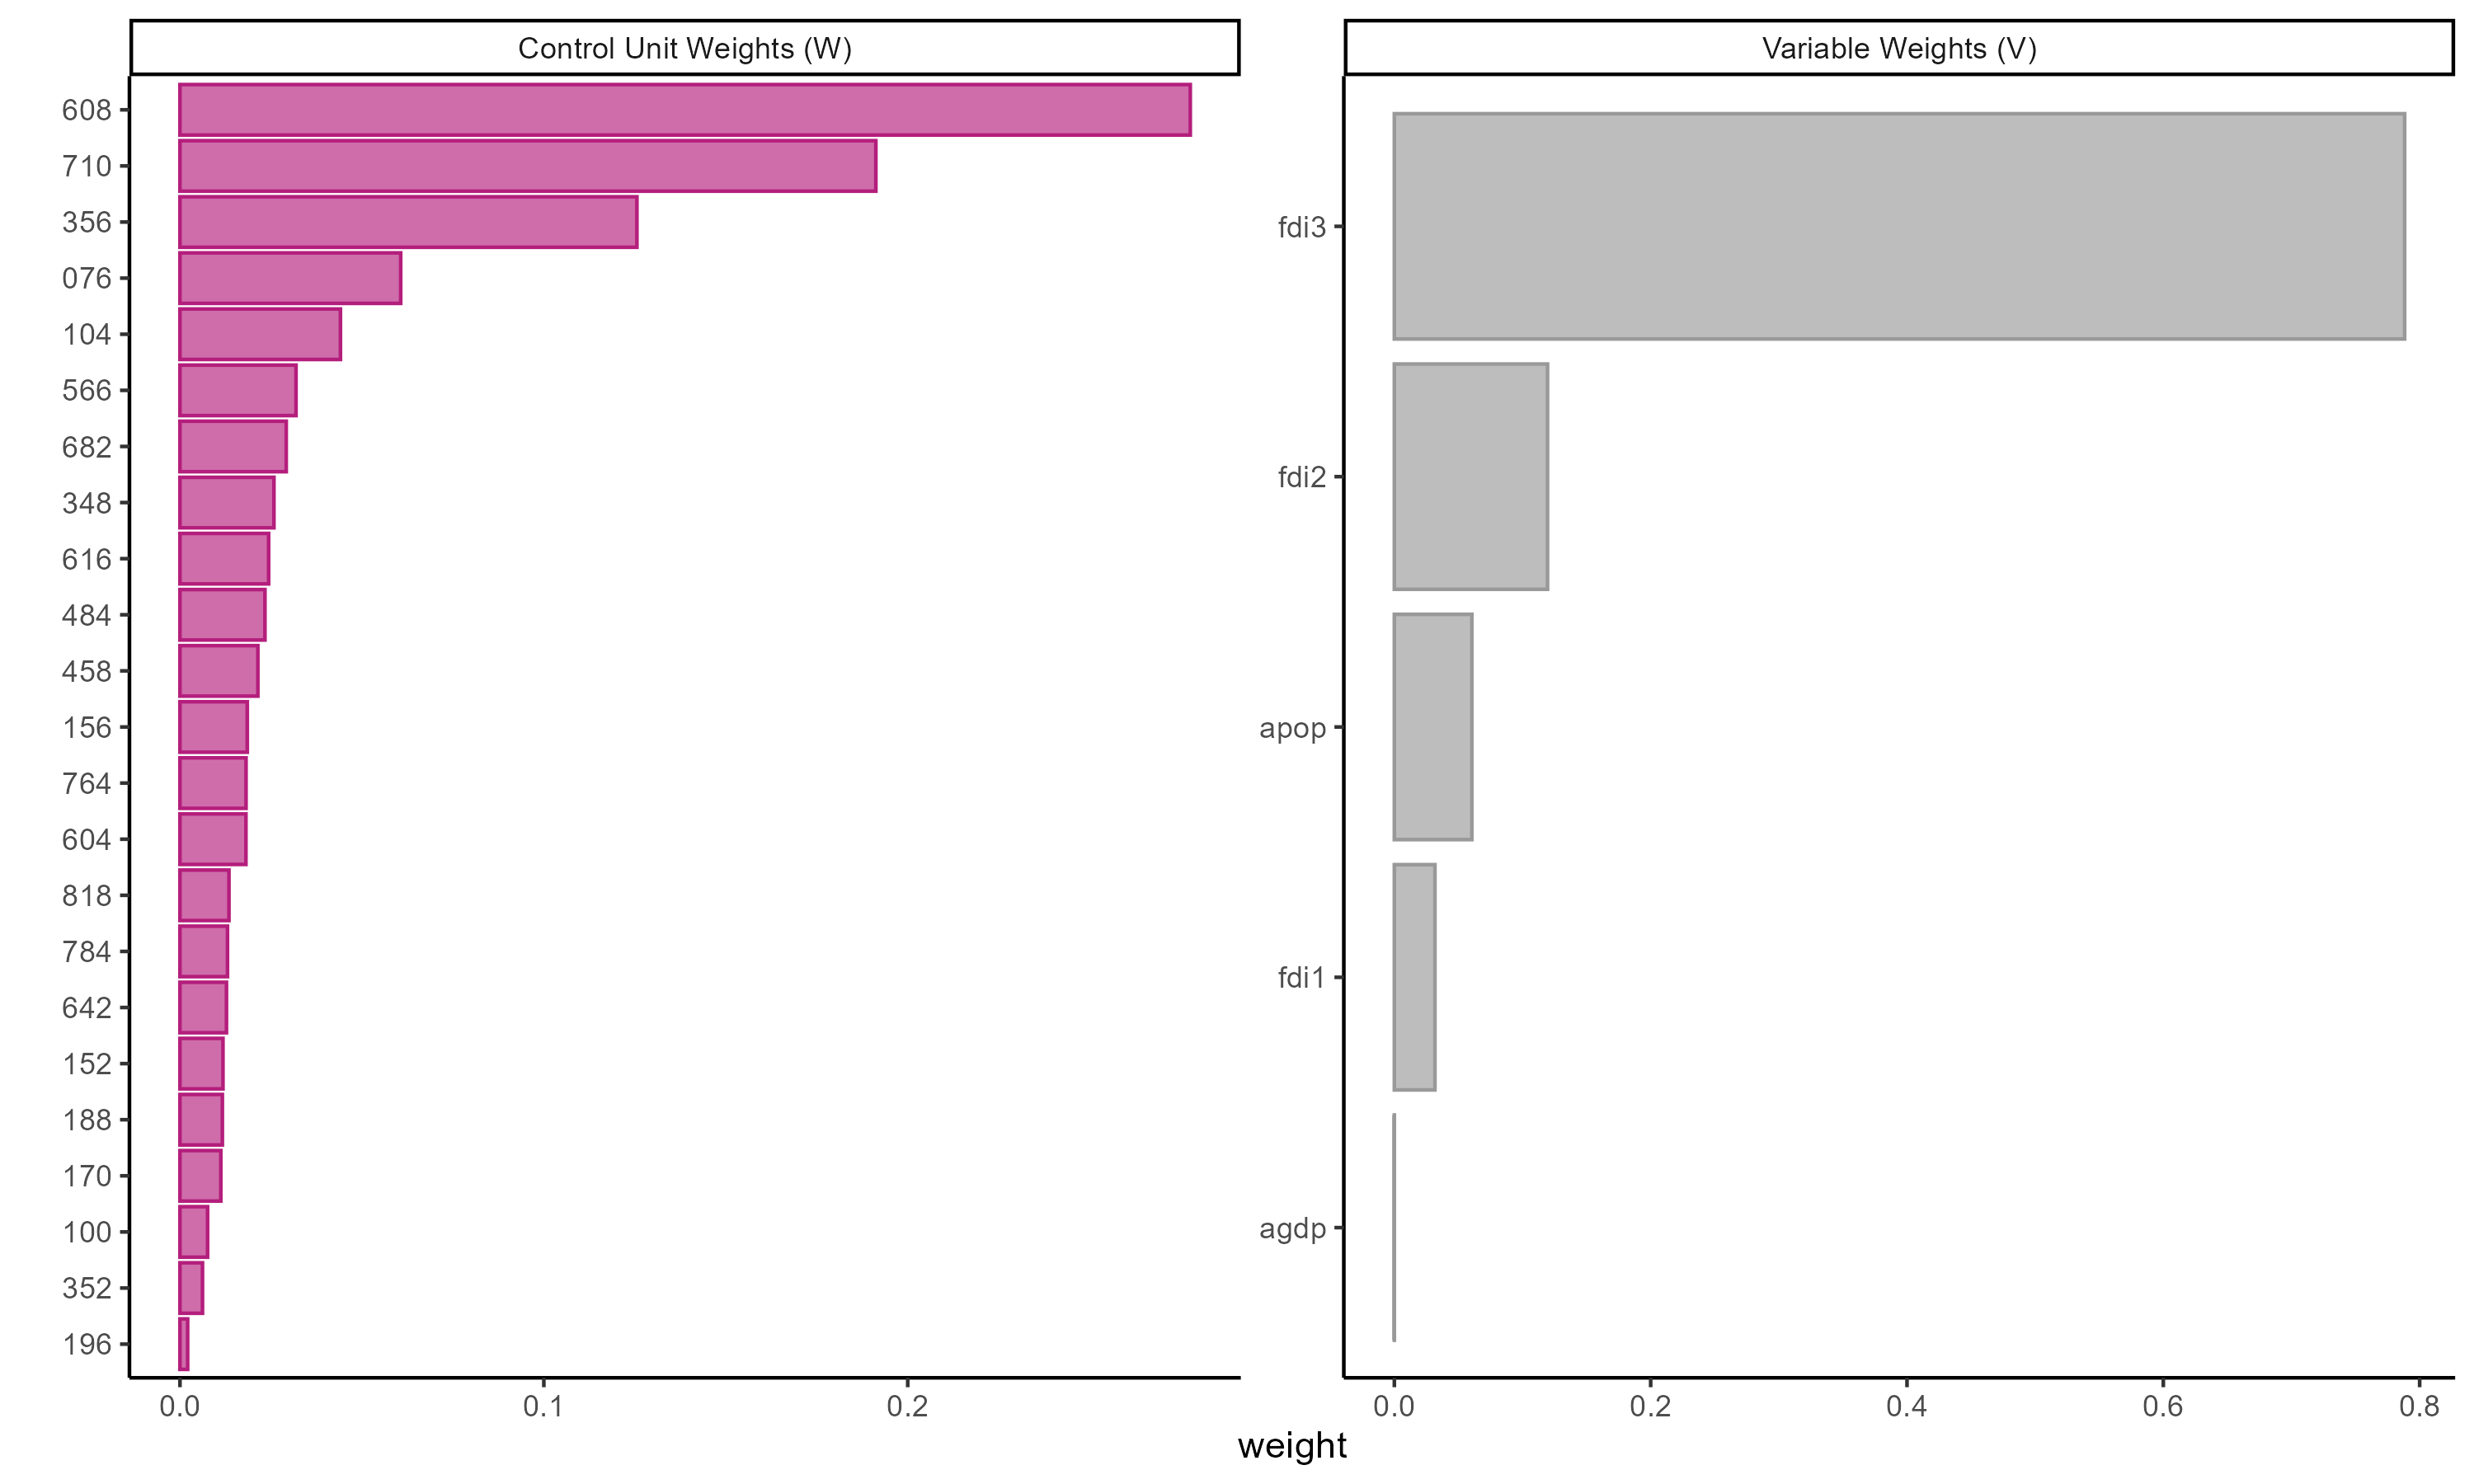 Control Unit Weights (W)
608
710
356
076
104
566
682
348
616
484
458
156
764
604
818
784
642
152
188
170
100
352
196
0.0 0.1 0.2
Variable Weights (V)
fdi3
fdi2
apop
fdi1
agdp
0.0 0.2 0.4 0.6 0.8
weight